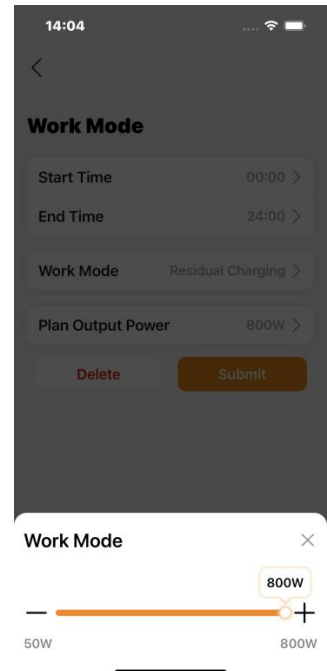 14:04
Work Mode
Start Time 00:00 >
End Time 24:00 >
Work Mode Residual Charging >
Plan Output Power 800W >
Delete Submit
Work Mode ×
800W
— +
50W 800W